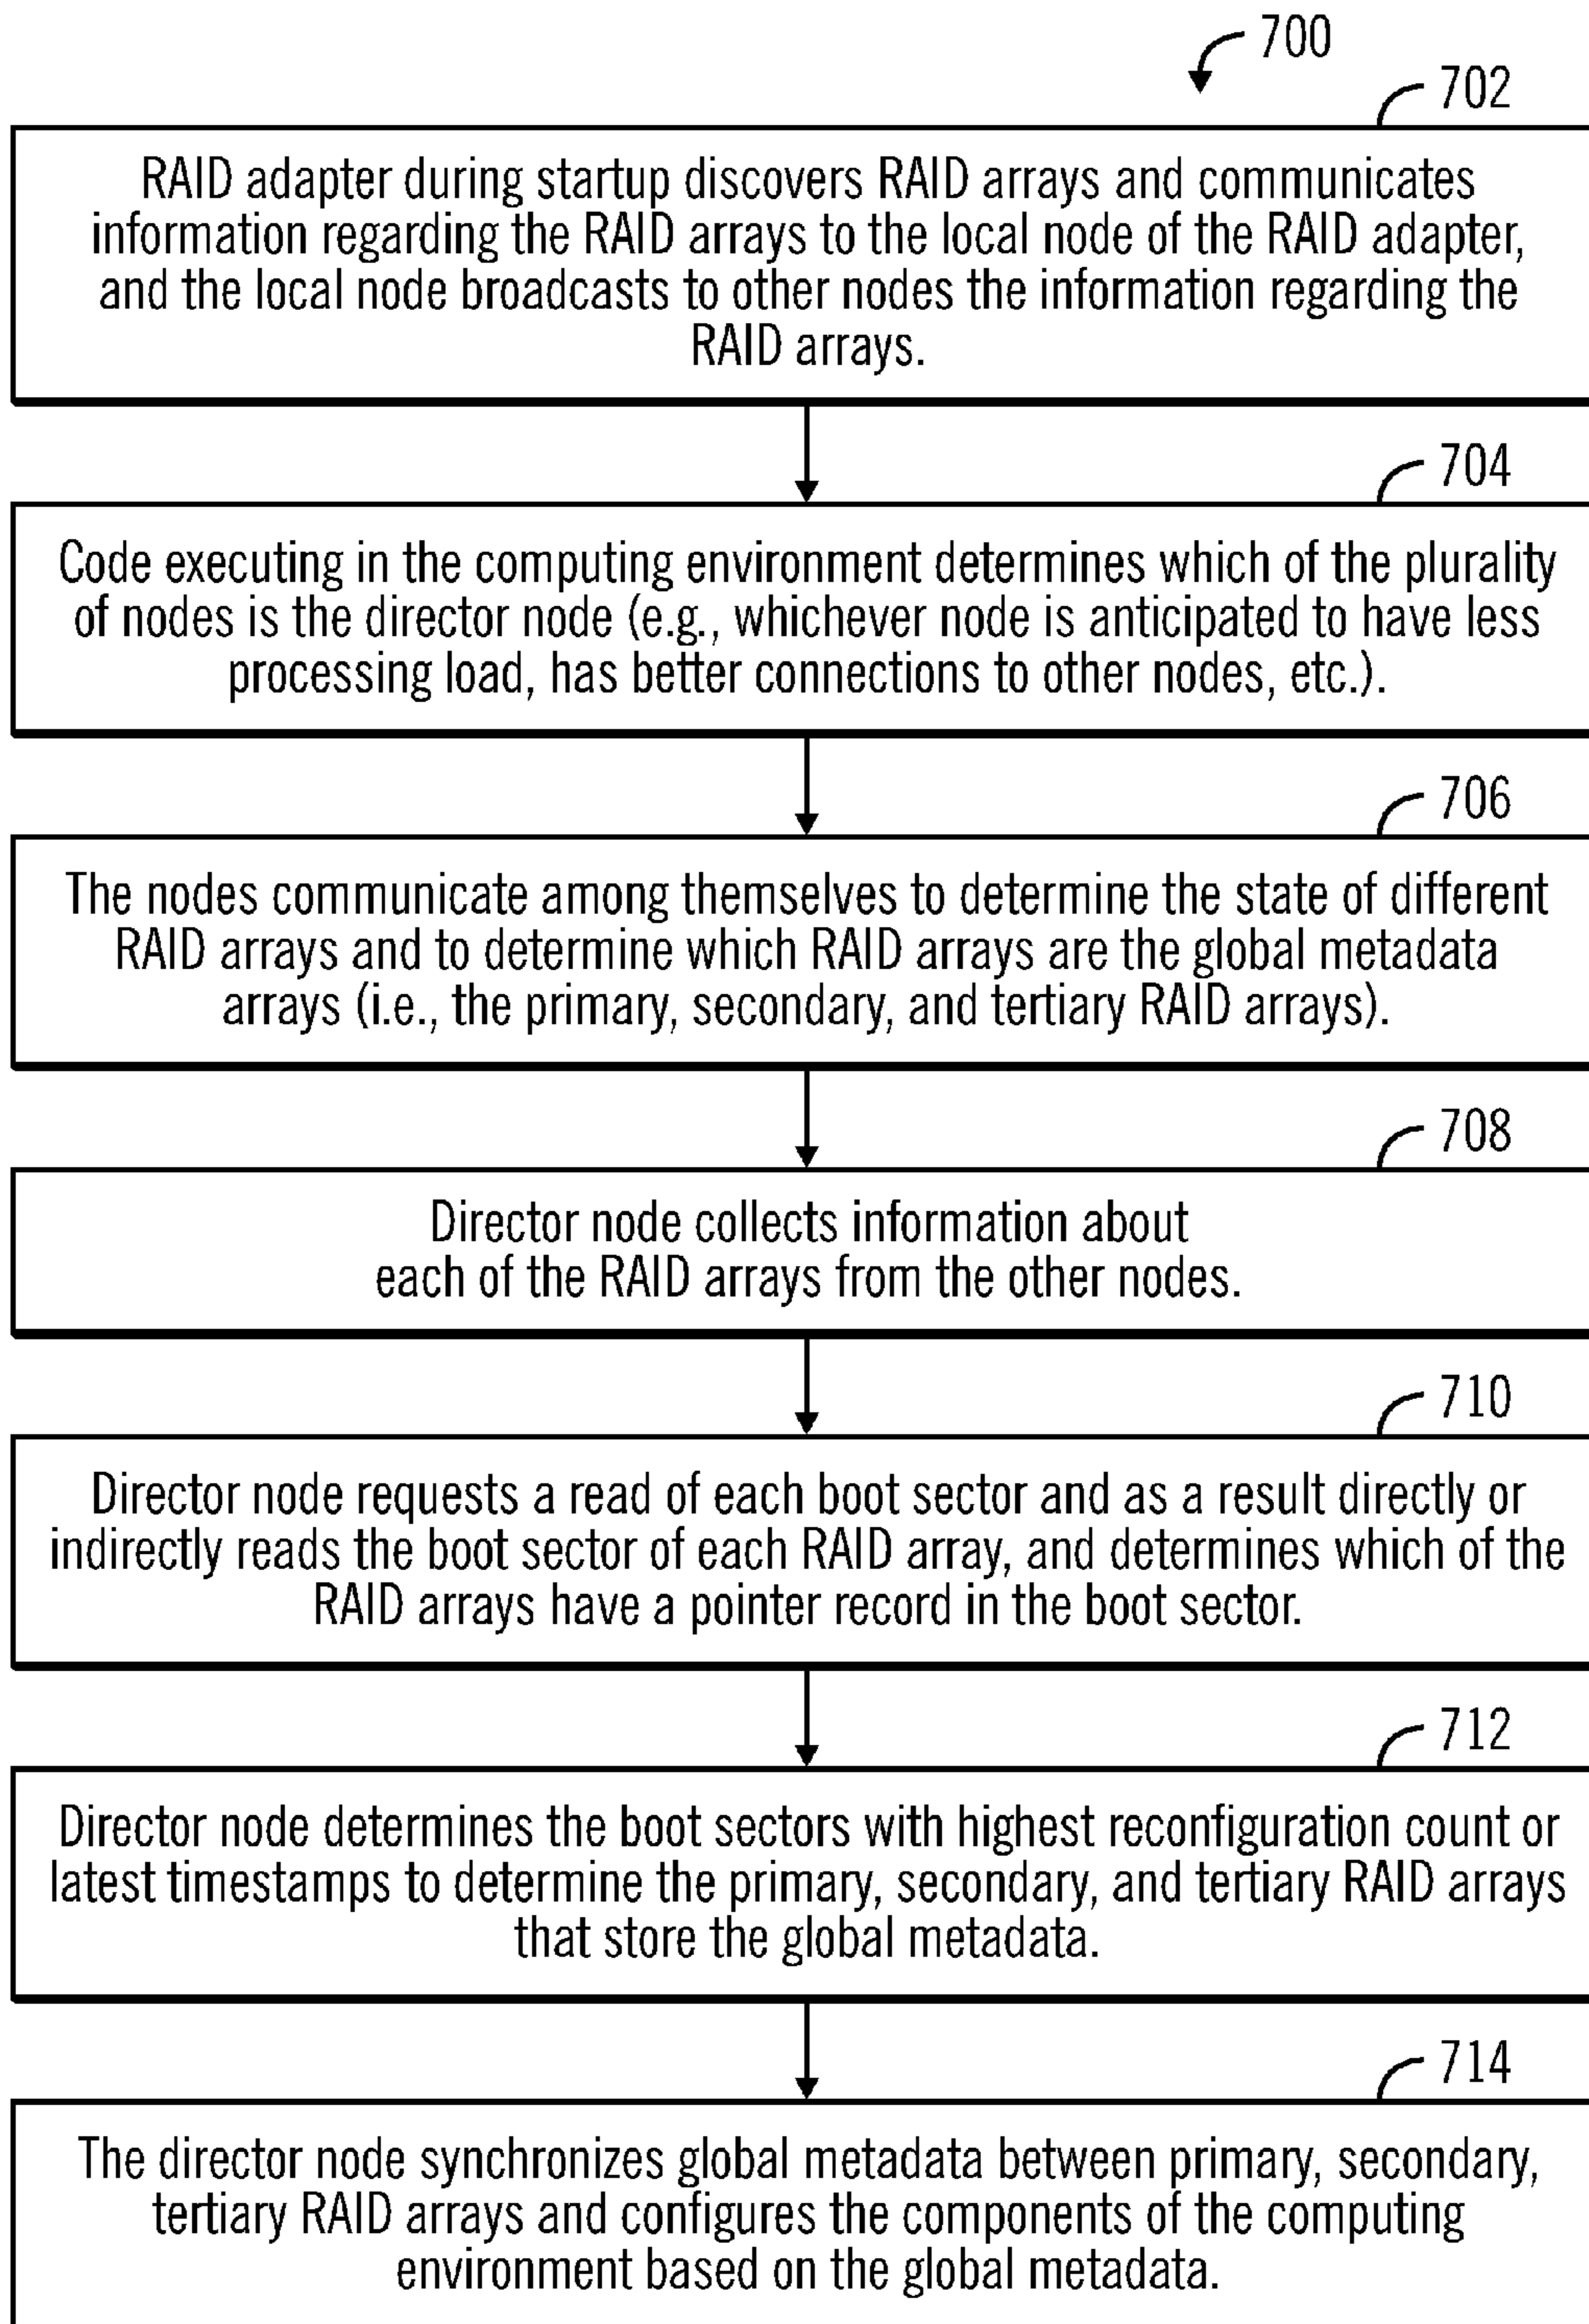 700
702
RAID adapter during startup discovers RAID arrays and communicates
information regarding the RAID arrays to the local node of the RAID adapter,
and the local node broadcasts to other nodes the information regarding the
RAID arrays.
704
Code executing in the computing environment determines which of the plurality
of nodes is the director node (e.g., whichever node is anticipated to have less
processing load, has better connections to other nodes, etc.).
706
The nodes communicate among themselves to determine the state of different
RAID arrays and to determine which RAID arrays are the global metadata
arrays (i.e., the primary, secondary, and tertiary RAID arrays).
708
Director node collects information about
each of the RAID arrays from the other nodes.
710
Director node requests a read of each boot sector and as a result directly or
indirectly reads the boot sector of each RAID array, and determines which of the
RAID arrays have a pointer record in the boot sector.
712
Director node determines the boot sectors with highest reconfiguration count or
latest timestamps to determine the primary, secondary, and tertiary RAID arrays
that store the global metadata.
714
The director node synchronizes global metadata between primary, secondary,
tertiary RAID arrays and configures the components of the computing
environment based on the global metadata.